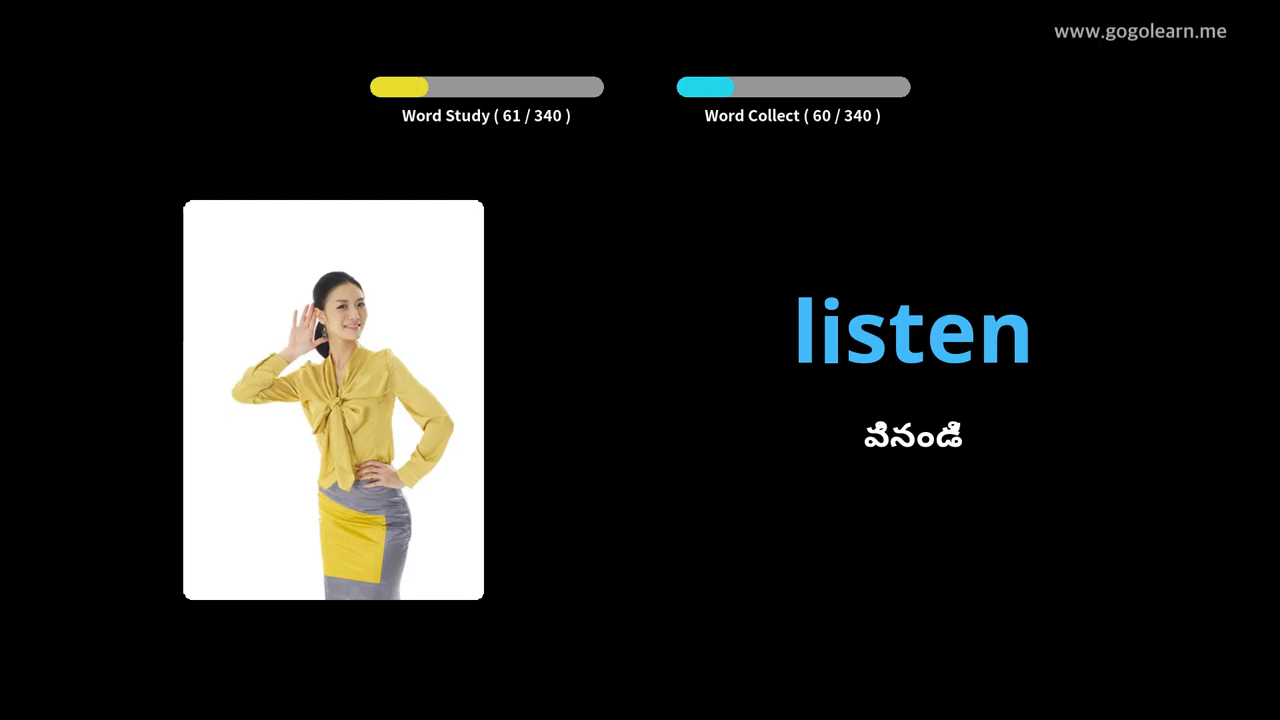 www.gogolearn.me
Word Study ( 61 / 340 )
Word Collect ( 60 / 340 )
listen
వినండి